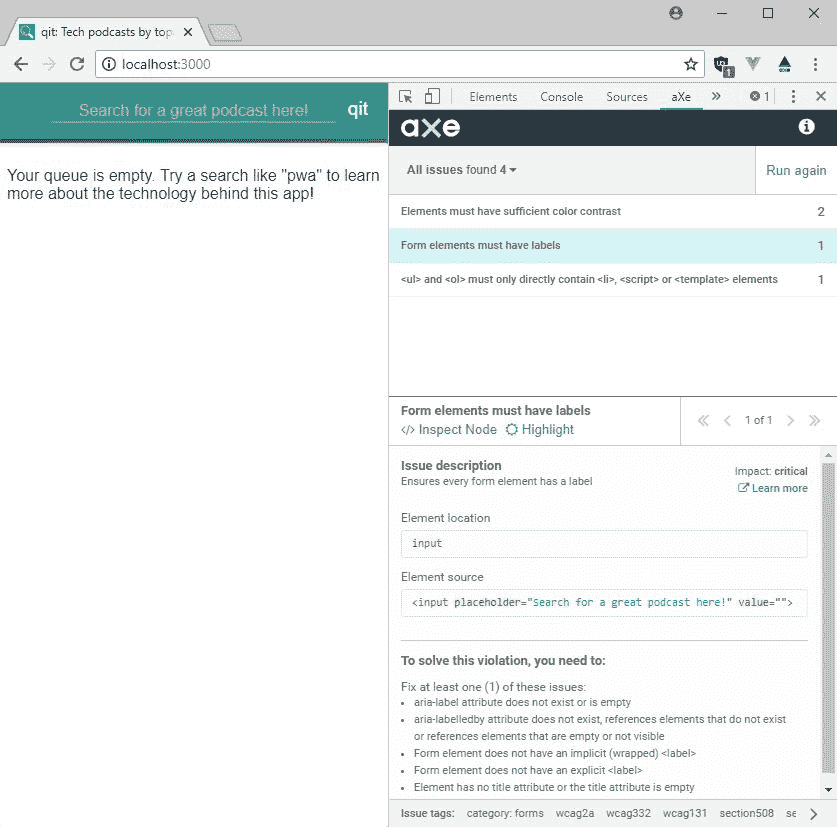 qit: Tech podcasts by top
localhost:3000
1
Search for a great podcast here!
qit
Your queue is empty. Try a search like "pwa" to learn
more about the technology behind this app!
Elements Console Sources aXe » 1
axe
All issues found 4
Run again
Elements must have sufficient color contrast 2
Form elements must have labels 1
<ul> and <ol> must only directly contain <li>, <script> or <template> elements 1
Form elements must have labels
</> Inspect Node Highlight
1 of 1
Issue description
Ensures every form element has a label
Impact: critical
Learn more
Element location
input
Element source
<input placeholder="Search for a great podcast here!" value="">
To solve this violation, you need to:
Fix at least one (1) of these issues:
• aria-label attribute does not exist or is empty
• aria-labelledby attribute does not exist, references elements that do not exist
or references elements that are empty or not visible
• Form element does not have an implicit (wrapped) <label>
• Form element does not have an explicit <label>
• Element has no title attribute or the title attribute is empty
Issue tags: category: forms wcag2a wcag332 wcag131 section508 se